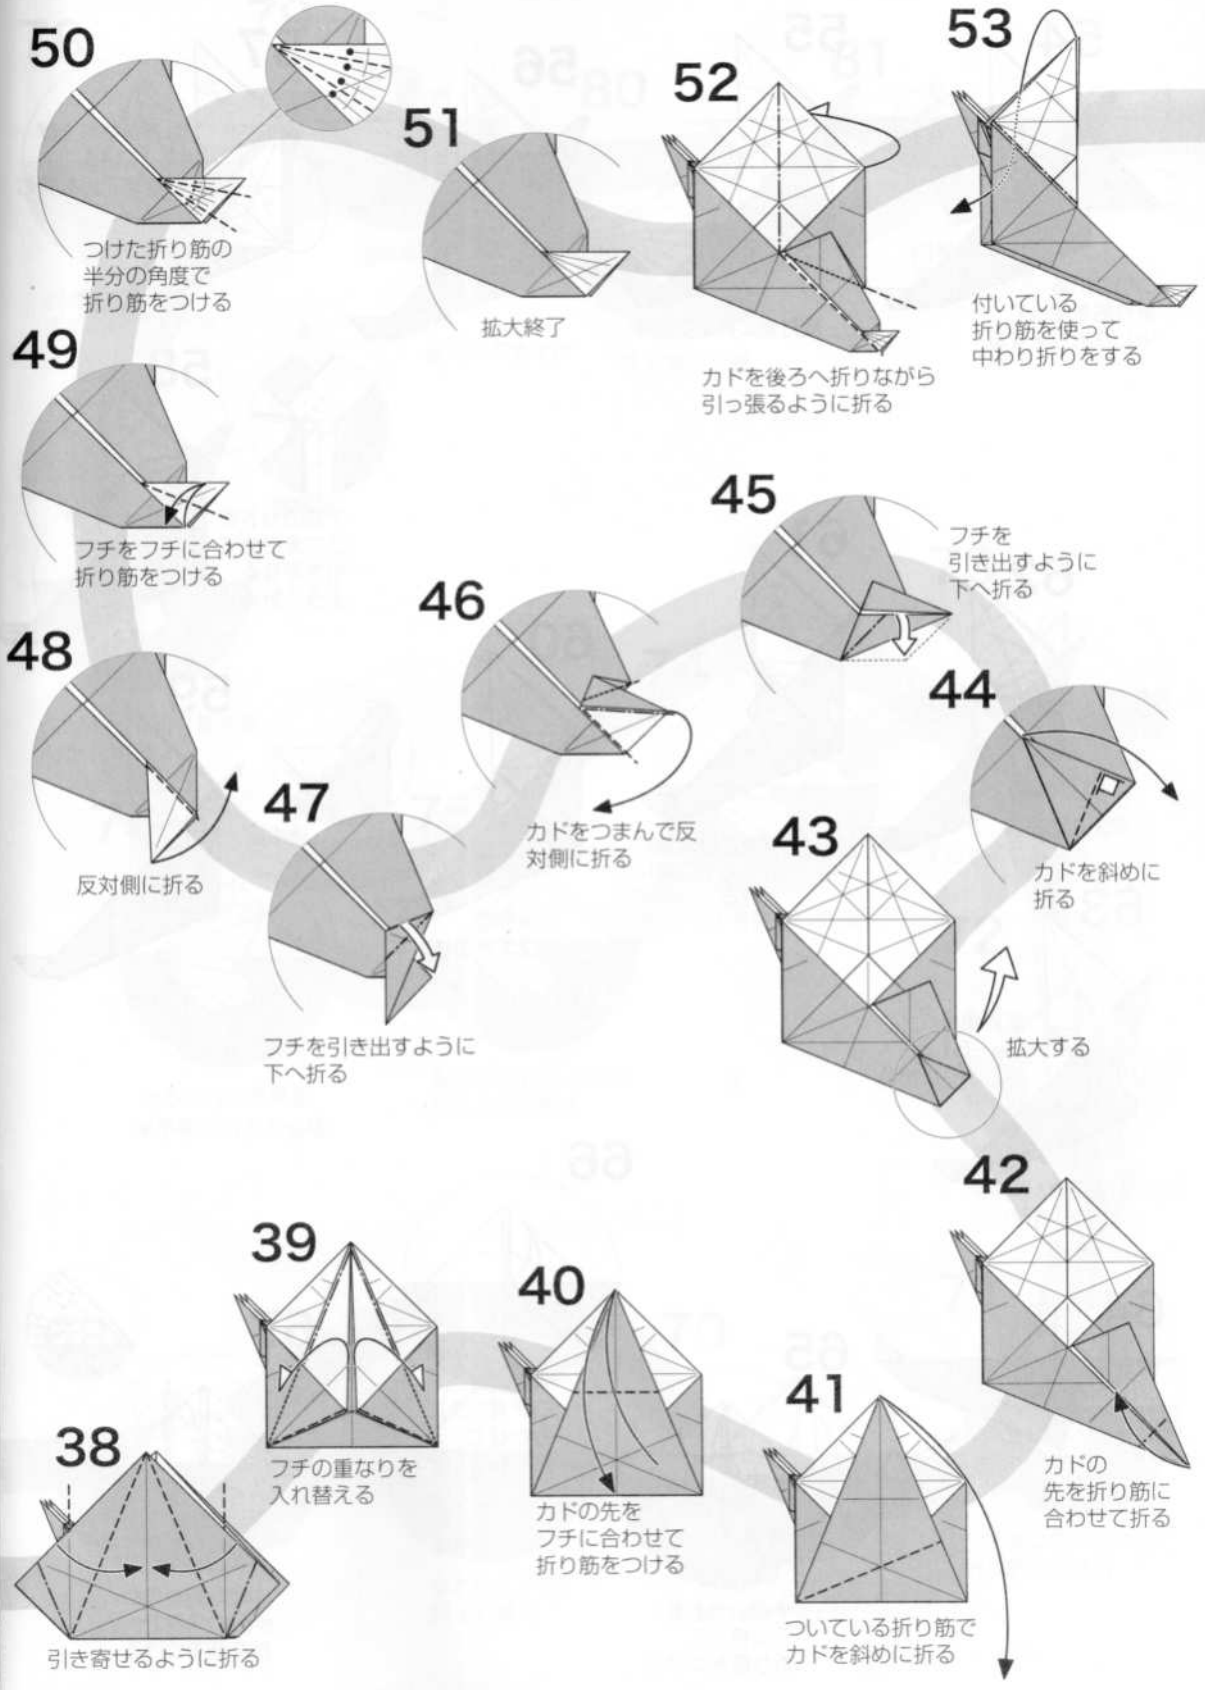 38
引き寄せるように折る
39
フチの重なりを
入れ替える
40
カドの先を
フチに合わせて
折り筋をつける
41
ついている折り筋で
カドを斜めに折る
42
カドの
先を折り筋に
合わせて折る
43
拡大する
44
カドを斜めに
折る
45
フチを
引き出すように
下へ折る
46
カドをつまんで反
対側に折る
47
フチを引き出すように
下へ折る
48
反対側に折る
49
フチをフチに合わせて
折り筋をつける
50
つけた折り筋の
半分の角度で
折り筋をつける
51
拡大終了
52
カドを後ろへ折りながら
引っ張るように折る
53
付いている
折り筋を使って
中わり折りをする